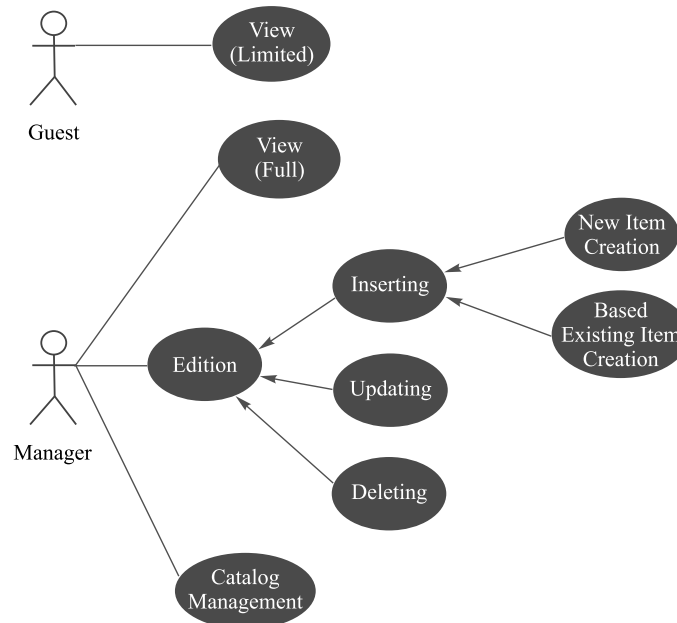 View
(Limited)
Guest
View
(Full)
New Item
Creation
Inserting
Based
Existing Item
Creation
Edition
Updating
Manager
Deleting
Catalog
Management